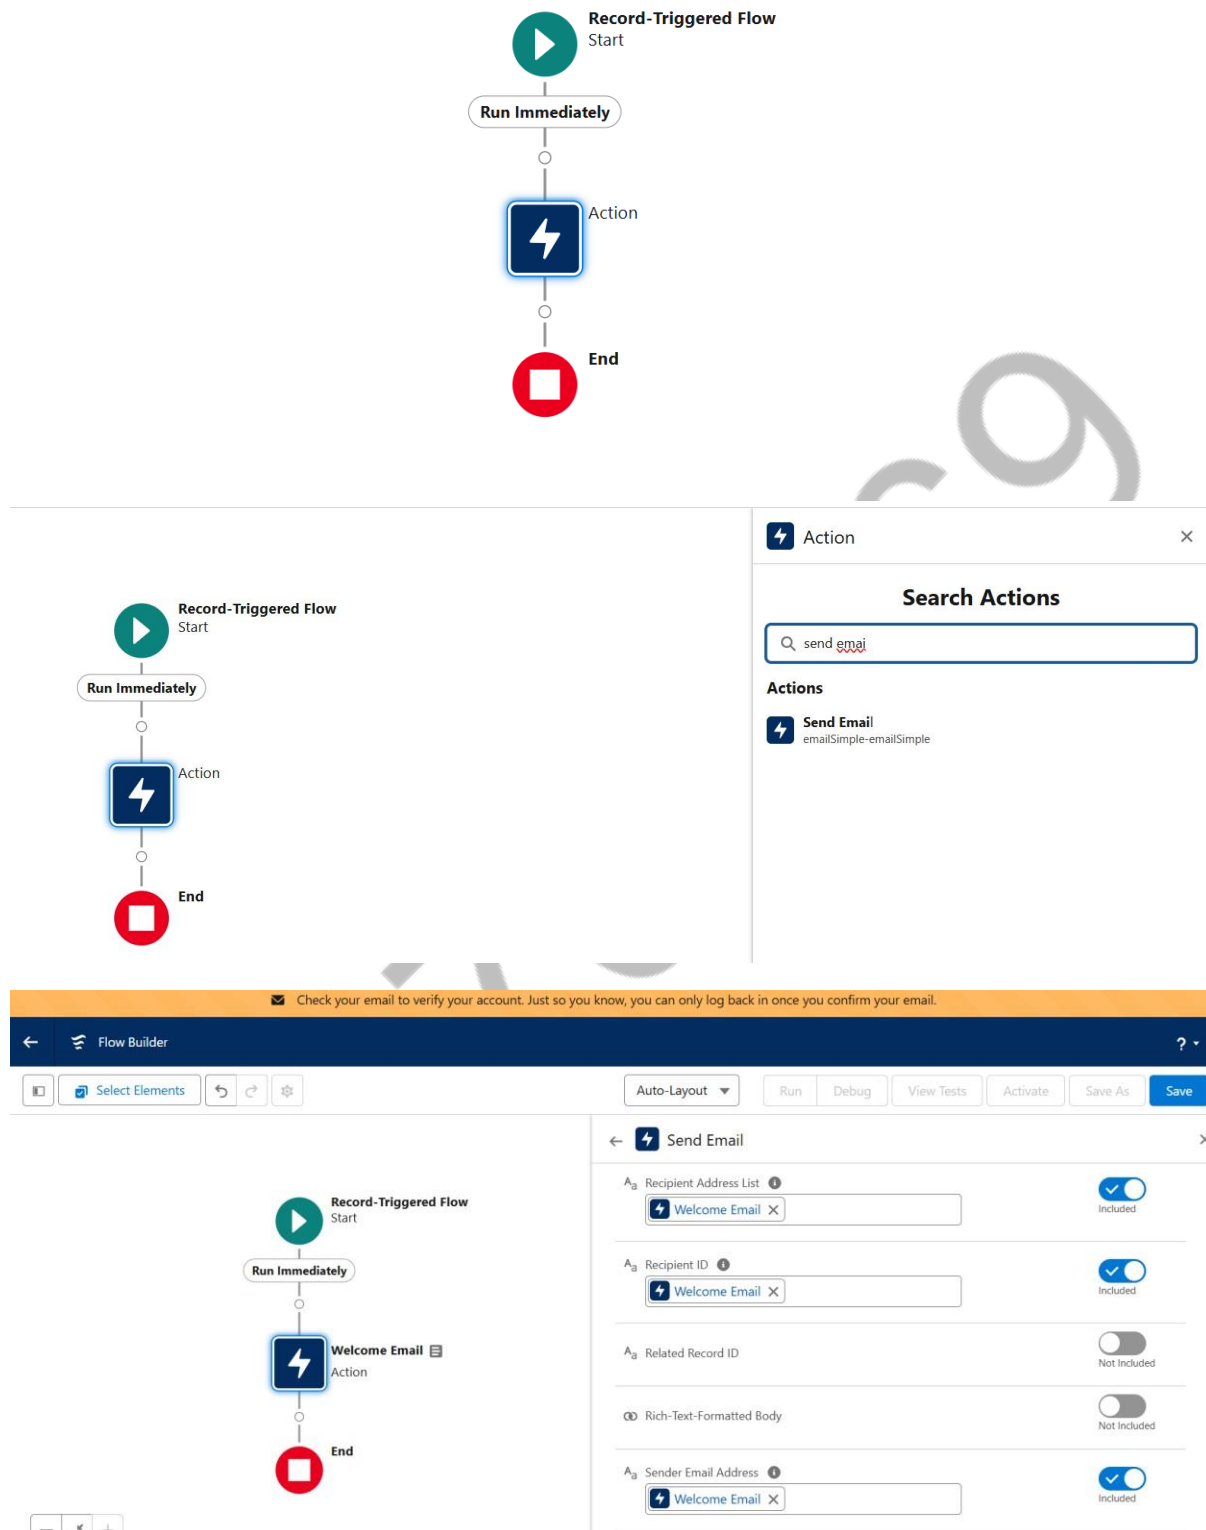 Record-Triggered Flow
Start
Run Immediately
Action
End
Action
Search Actions
send emai
Actions
Send Email
emailSimple-emailSimple
Record-Triggered Flow
Start
Run Immediately
Action
End
Check your email to verify your account. Just so you know, you can only log back in once you confirm your email.
Flow Builder
?
Select Elements
Auto-Layout
Run
Debug
View Tests
Activate
Save As
Save
Send Email
Record-Triggered Flow
Start
Run Immediately
Welcome Email
Action
End
Aa Recipient Address List
Welcome Email
Included
Aa Recipient ID
Welcome Email
Included
Aa Related Record ID
Not Included
Rich-Text-Formatted Body
Not Included
Aa Sender Email Address
Welcome Email
Included